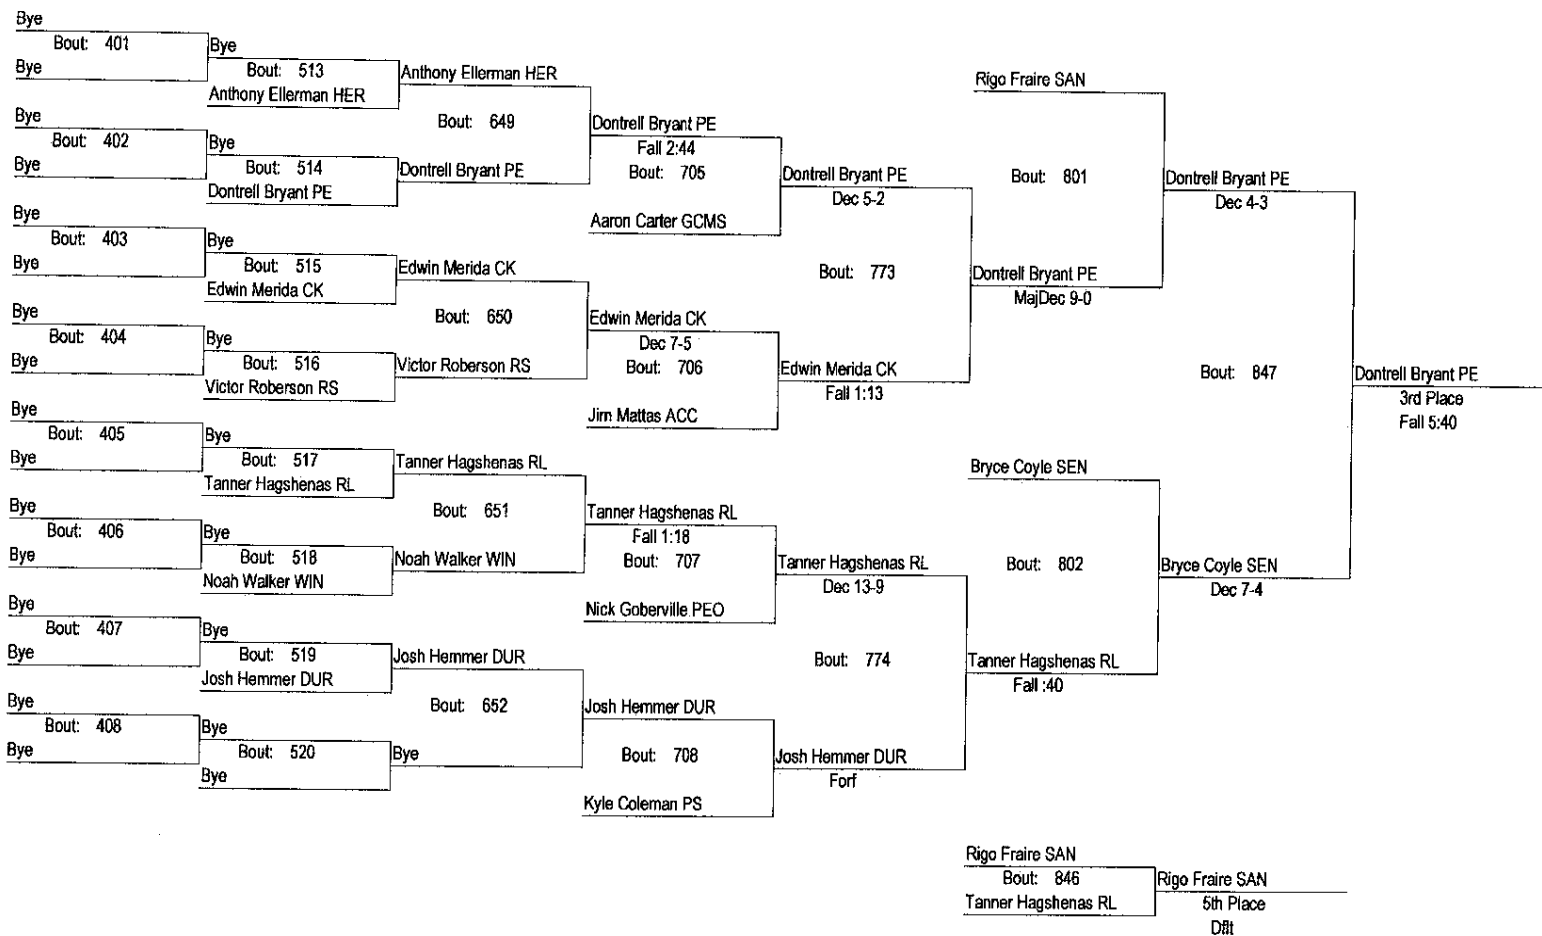 Bye
Bout: 401
Bye
Bye
Bout: 513
Anthony Ellerman HER
Anthony Ellerman HER
Bye
Bout: 402
Bye
Bye
Bout: 514
Dontrell Bryant PE
Bout: 649
Dontrell Bryant PE
Dontrell Bryant PE
Fall 2:44
Bout: 705
Aaron Carter GCMS
Dontrell Bryant PE
Dec 5-2
Bye
Bout: 403
Bye
Bye
Bout: 515
Edwin Merida CK
Edwin Merida CK
Bye
Bout: 404
Bye
Bye
Bout: 516
Victor Roberson RS
Bout: 650
Victor Roberson RS
Edwin Merida CK
Dec 7-5
Bout: 706
Jim Mattas ACC
Edwin Merida CK
Fall 1:13
Bout: 773
Dontrell Bryant PE
MajDec 9-0
Rigo Fraire SAN
Bout: 801
Dontrell Bryant PE
Dec 4-3
Bye
Bout: 405
Bye
Bye
Bout: 517
Tanner Hagshenas RL
Tanner Hagshenas RL
Bye
Bout: 406
Bye
Bye
Bout: 518
Noah Walker WIN
Bout: 651
Noah Walker WIN
Tanner Hagshenas RL
Fall 1:18
Bout: 707
Nick Goberville PEO
Tanner Hagshenas RL
Dec 13-9
Bye
Bout: 407
Bye
Bye
Bout: 519
Josh Hemmer DUR
Josh Hemmer DUR
Bye
Bout: 408
Bye
Bye
Bout: 520
Bye
Bout: 652
Bye
Josh Hemmer DUR
Bout: 708
Kyle Coleman PS
Josh Hemmer DUR
Forf
Bout: 774
Tanner Hagshenas RL
Fall :40
Bryce Coyle SEN
Bout: 802
Bryce Coyle SEN
Dec 7-4
Bout: 847
Dontrell Bryant PE
3rd Place
Fall 5:40
Rigo Fraire SAN
Bout: 846
Tanner Hagshenas RL
Rigo Fraire SAN
5th Place
Dflt